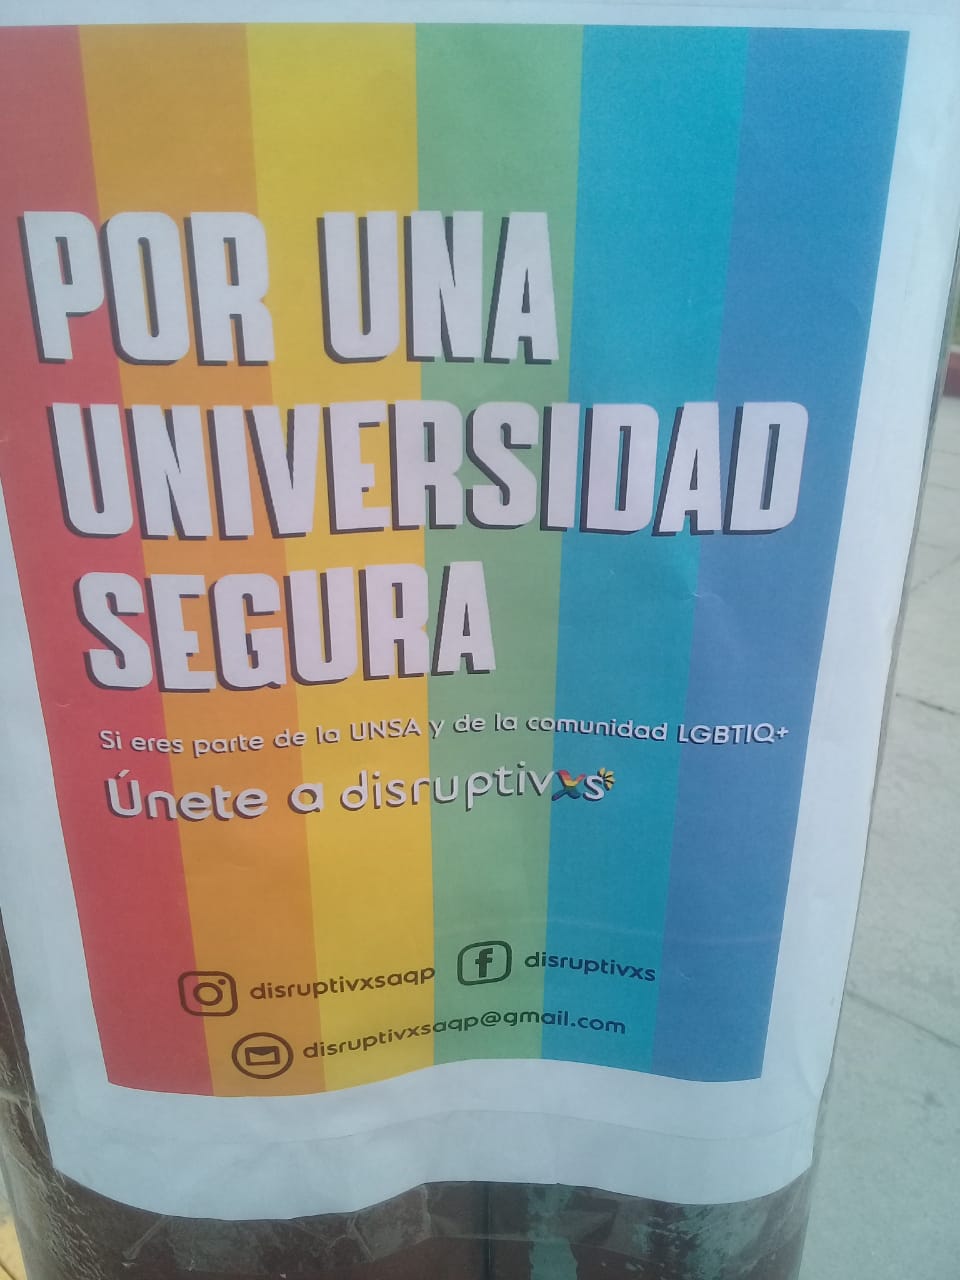 POR UNA
UNIVERSIDAD
SEGURA
Si eres parte de la UNSA y de la comunidad LGBTIQ+
Únete a disruptivxs
disruptivxsaqp
disruptivxs
disruptivxsaqp@gmail.com